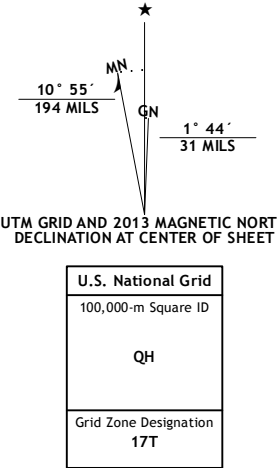 ★
MN
10° 55´
194 MILS
GN
1° 44´
31 MILS
UTM GRID AND 2013 MAGNETIC NORT
DECLINATION AT CENTER OF SHEET
U.S. National Grid
100,000-m Square ID
QH
Grid Zone Designation
17T